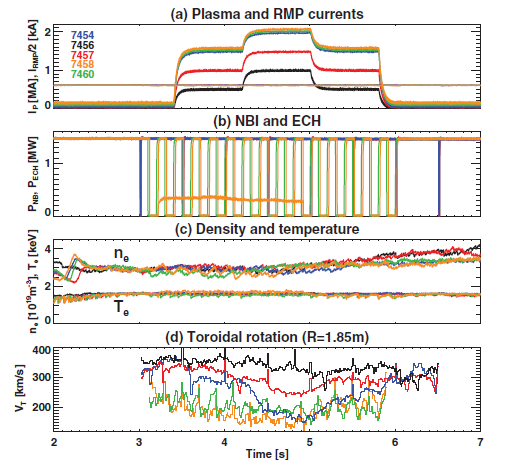 (a) Plasma and RMP currents
I_P [MA], I_RMP/2 [kA]
2
1
0
7454
7456
7457
7458
7460
(b) NBI and ECH
P_NBI, P_ECH [MW]
1
0
(c) Density and temperature
n_e [10^19 m^-3], T_e [keV]
4
2
0
n_e
T_e
(d) Toroidal rotation (R=1.85m)
V_T [km/s]
400
300
200
2
3
4
5
6
7
Time [s]